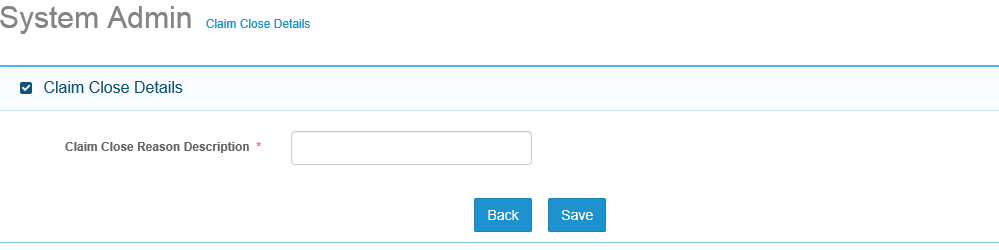 System Admin Claim Close Details
Claim Close Details
Claim Close Reason Description *
Back Save